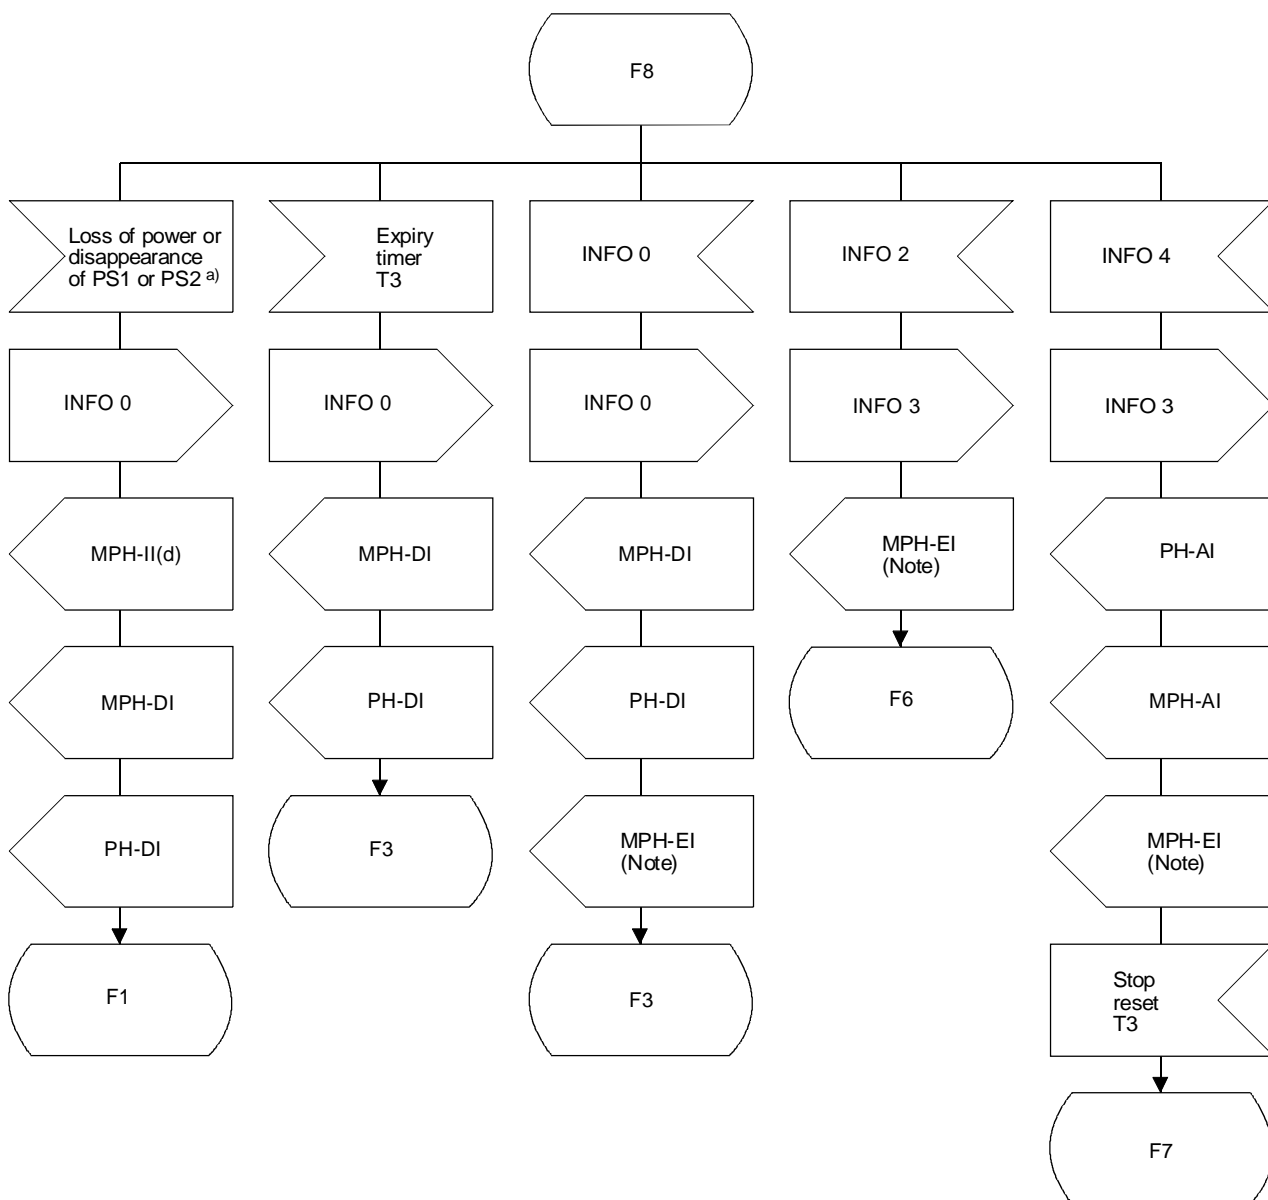 F8
Loss of power or
disappearance
of PS1 or PS2 a)
Expiry
timer
T3
INFO 0
INFO 2
INFO 4
INFO 0
INFO 0
INFO 0
INFO 3
INFO 3
MPH-II(d)
MPH-DI
MPH-DI
MPH-EI
(Note)
PH-AI
MPH-DI
PH-DI
PH-DI
F6
MPH-AI
PH-DI
F3
MPH-EI
(Note)
MPH-EI
(Note)
F1
F3
Stop
reset
T3
F7